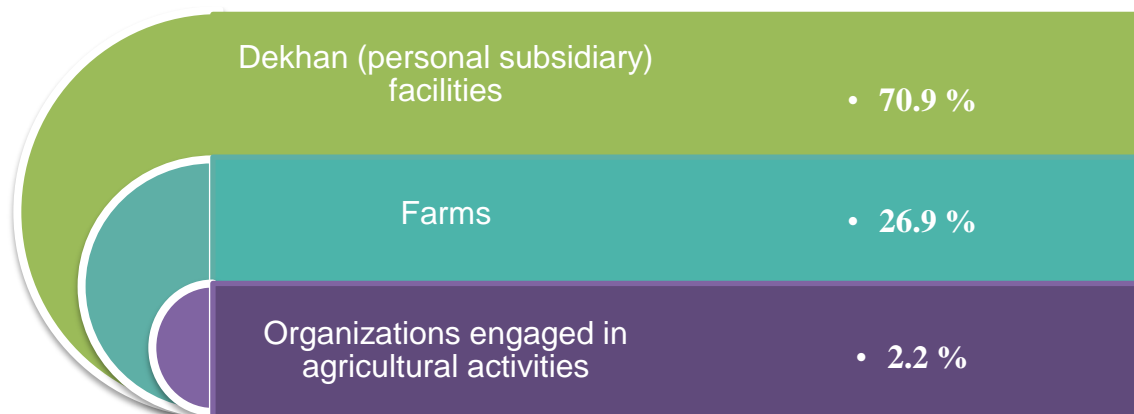 Dekhan (personal subsidiary)
facilities
• 70.9 %
Farms
• 26.9 %
Organizations engaged in
agricultural activities
• 2.2 %